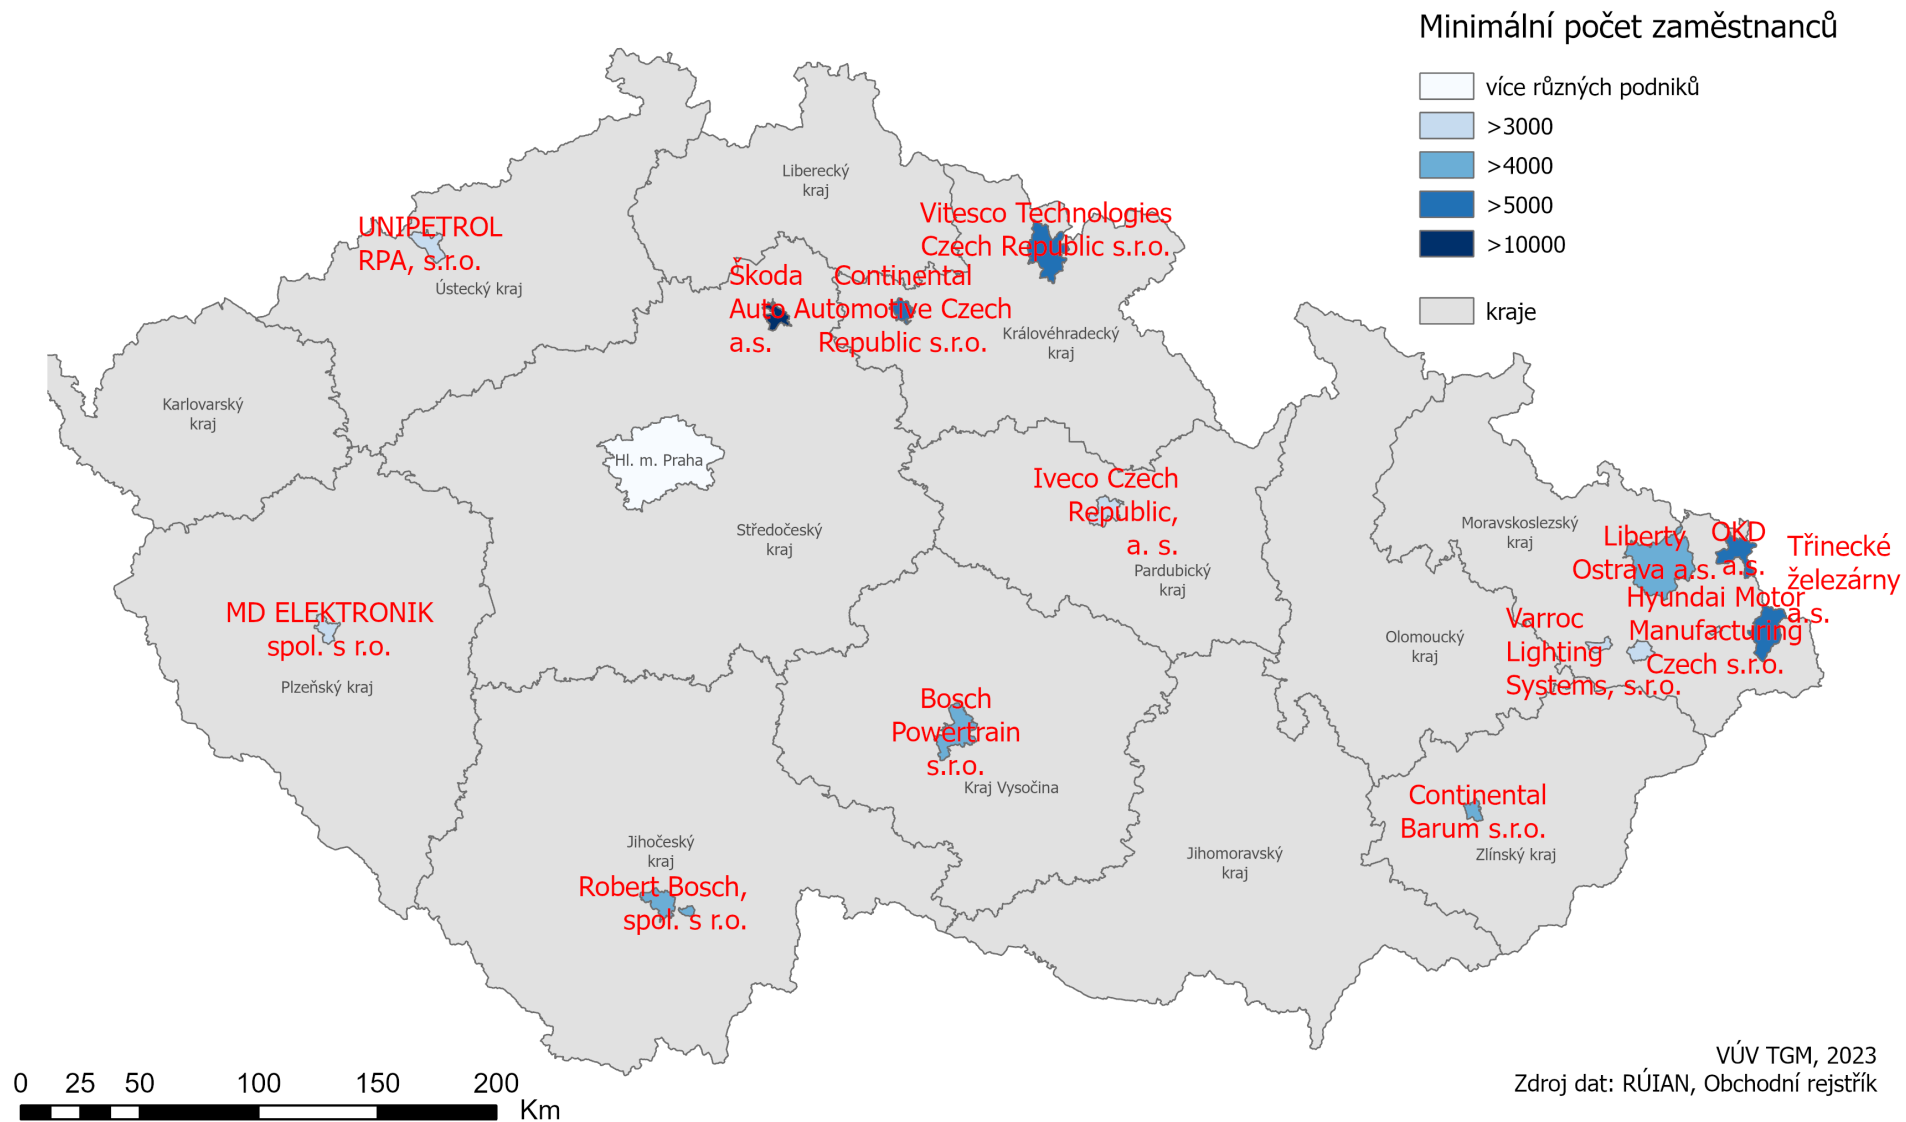 Minimální počet zaměstnanců
více různých podniků
>3000
>4000
>5000
>10000
kraje
Liberecký
kraj
UNIPETROL
RPA, s.r.o.
Ústecký kraj
Vitesco Technologies
Czech Republic s.r.o.
Škoda
Auto
a.s.
Continental
Automotive Czech
Republic s.r.o.
Královéhradecký
kraj
Karlovarský
kraj
Hl. m. Praha
Středočeský
kraj
Iveco Czech
Republic,
a. s.
Pardubický
kraj
Moravskoslezský
kraj
Liberty
Ostrava a.s.
OKD
a.s.
Třinecké
železárny
a.s.
Hyundai Motor
Manufacturing
Czech s.r.o.
Varroc
Lighting
Systems, s.r.o.
Olomoucký
kraj
MD ELEKTRONIK
spol. s r.o.
Plzeňský kraj
Bosch
Powertrain
s.r.o.
Kraj Vysočina
Continental
Barum s.r.o.
Zlínský kraj
Jihočeský
kraj
Robert Bosch,
spol. s r.o.
Jihomoravský
kraj
VÚV TGM, 2023
Zdroj dat: RÚIAN, Obchodní rejstřík
0 25 50 100 150 200
Km